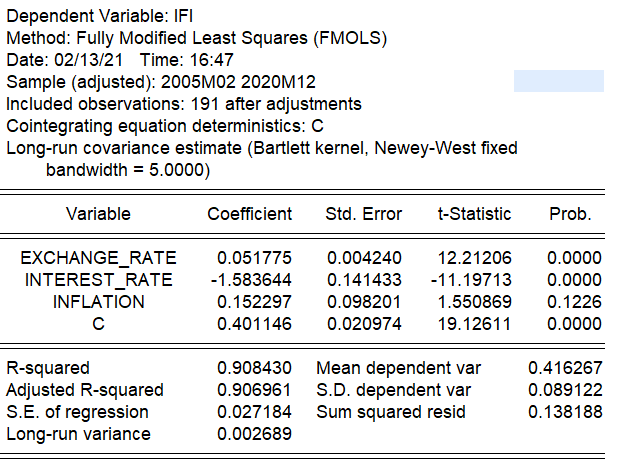 Dependent Variable: IFI
Method: Fully Modified Least Squares (FMOLS)
Date: 02/13/21 Time: 16:47
Sample (adjusted): 2005M02 2020M12
Included observations: 191 after adjustments
Cointegrating equation deterministics: C
Long-run covariance estimate (Bartlett kernel, Newey-West fixed
bandwidth = 5.0000)
Variable Coefficient Std. Error t-Statistic Prob.
EXCHANGE_RATE 0.051775 0.004240 12.21206 0.0000
INTEREST_RATE -1.583644 0.141433 -11.19713 0.0000
INFLATION 0.152297 0.098201 1.550869 0.1226
C 0.401146 0.020974 19.12611 0.0000
R-squared 0.908430 Mean dependent var 0.416267
Adjusted R-squared 0.906961 S.D. dependent var 0.089122
S.E. of regression 0.027184 Sum squared resid 0.138188
Long-run variance 0.002689